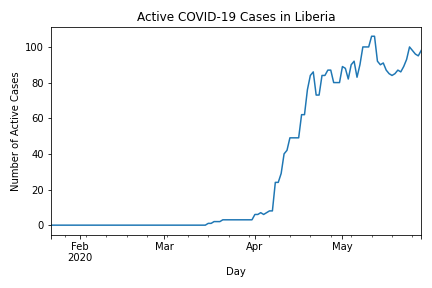 Active COVID-19 Cases in Liberia
Number of Active Cases
100
80
60
40
20
0
Feb
2020
Mar
Apr
May
Day